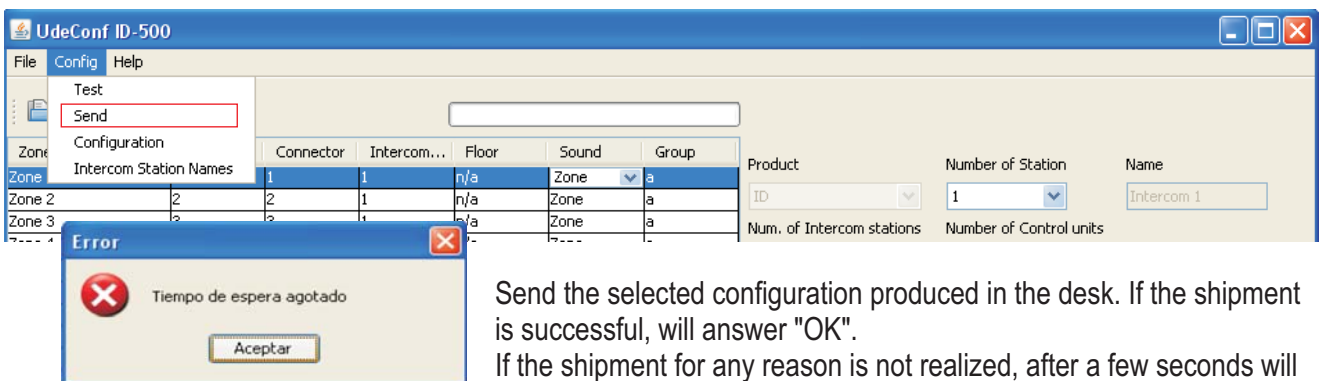 UdeConf ID-500
File Config Help
Test
Send
Configuration
Intercom Station Names
Zone Connector Intercom... Floor Sound Group
Zone 1 1 n/a Zone a
Zone 2 2 2 1 n/a Zone a
Zone 3 3 3 1 n/a Zone a
Product Number of Station Name
ID 1 Intercom 1
Num. of Intercom stations Number of Control units
Error
Tiempo de espera agotado
Aceptar
Send the selected configuration produced in the desk. If the shipment
is successful, will answer "OK".
If the shipment for any reason is not realized, after a few seconds will